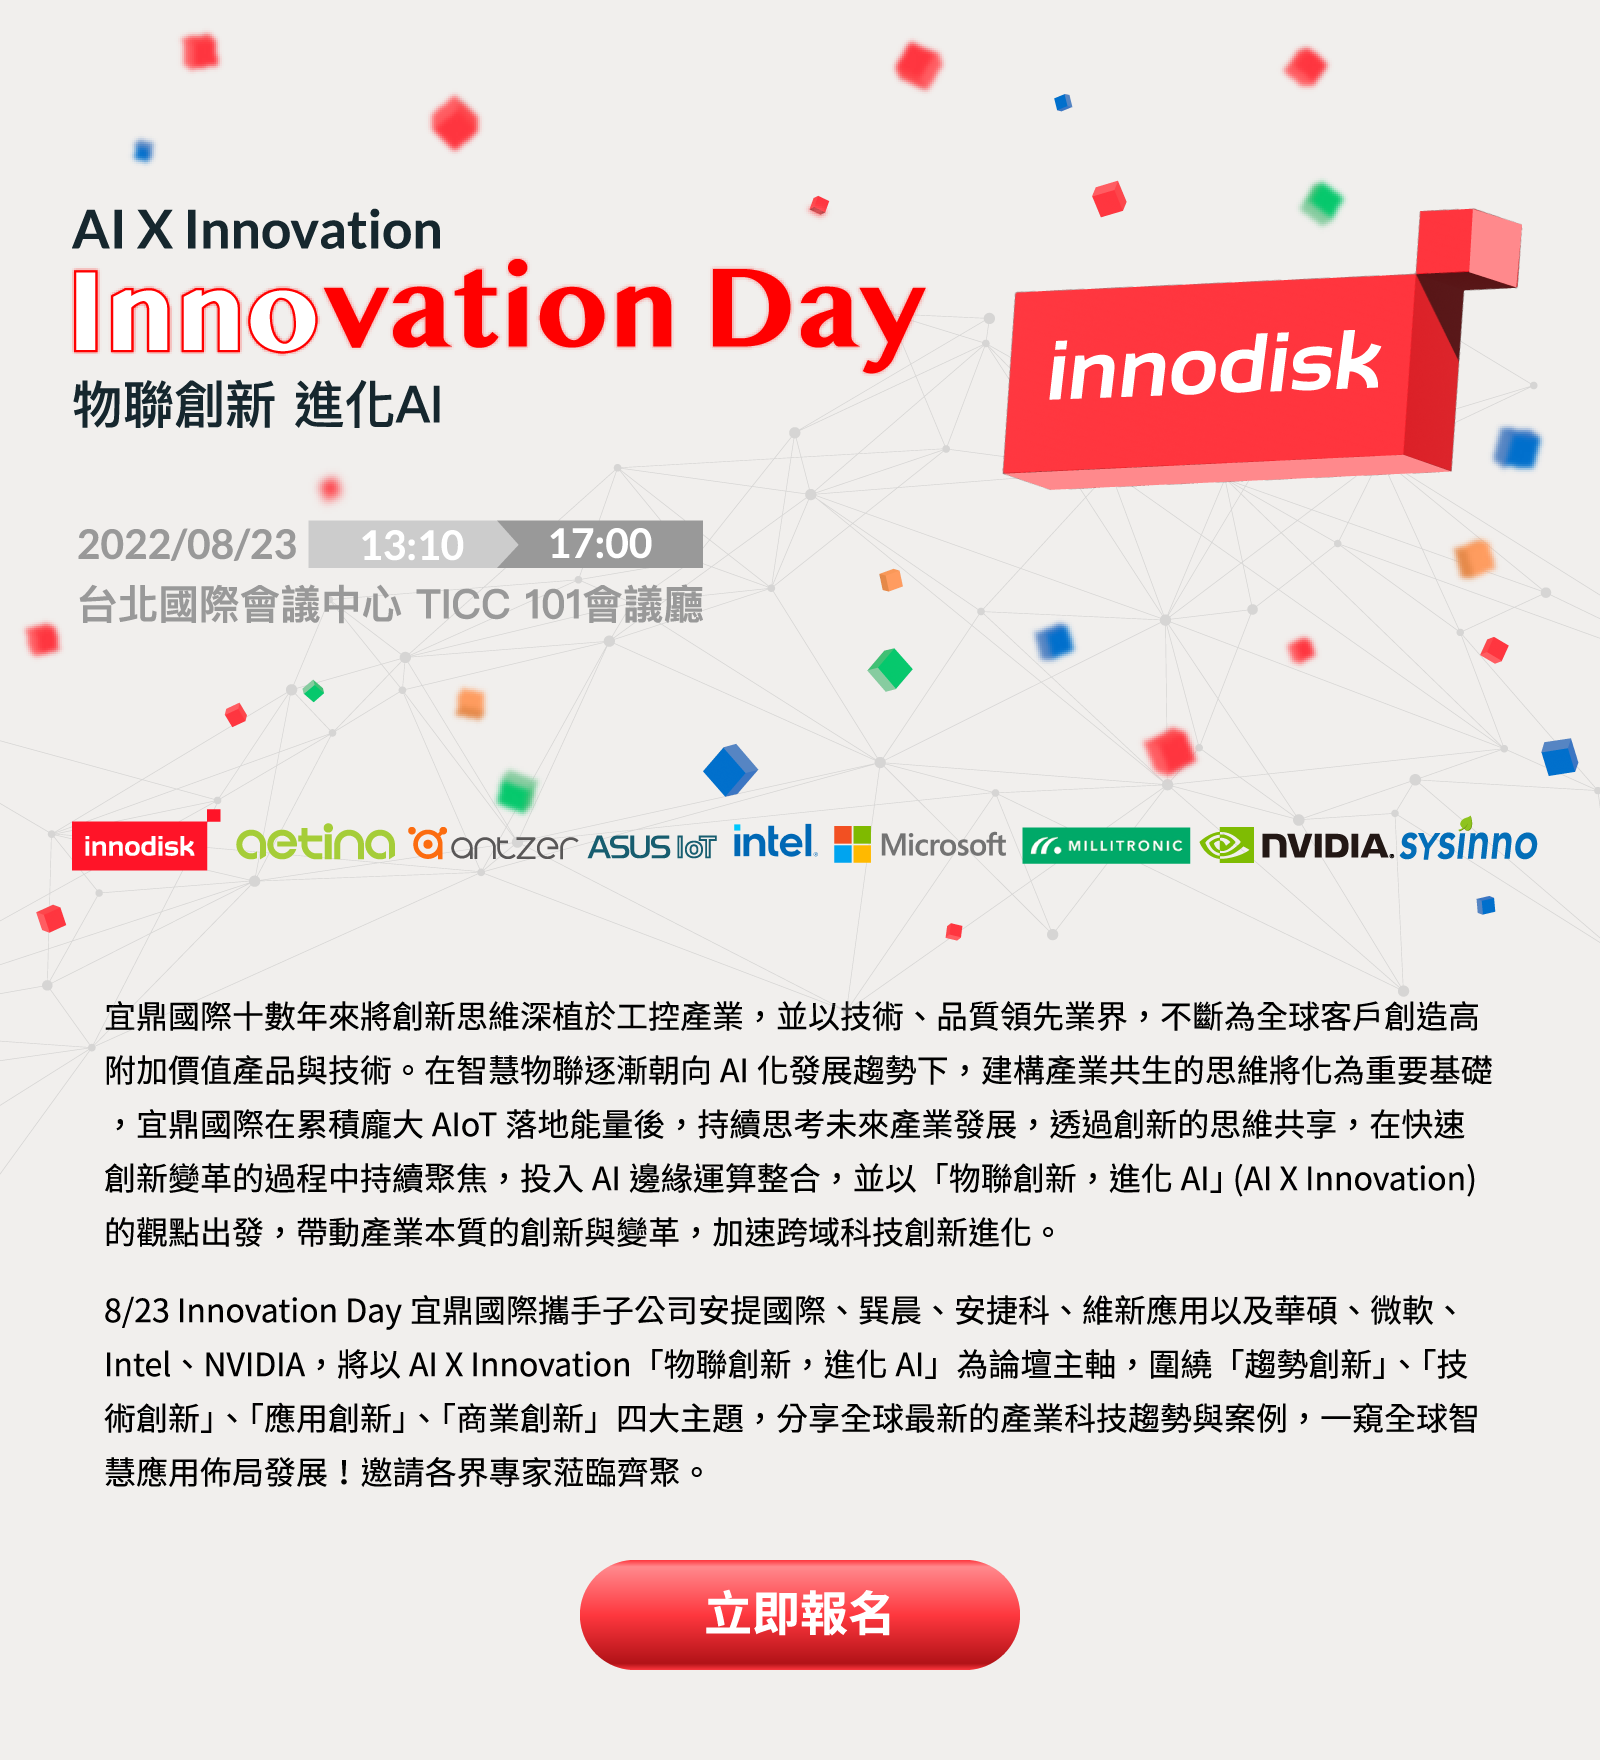 AI X Innovation
Innovation Day
物聯創新 進化AI
innodisk
2022/08/23 13:10 17:00
台北國際會議中心 TICC 101會議廳
innodisk aetina antzer ASUS IoT intel. Microsoft MILLITRONIC NVIDIA. sysinno
宜鼎國際十數年來將創新思維深植於工控產業，並以技術、品質領先業界，不斷為全球客戶創造高
附加價值產品與技術。在智慧物聯逐漸朝向 AI 化發展趨勢下，建構產業共生的思維將化為重要基礎
，宜鼎國際在累積龐大 AIoT 落地能量後，持續思考未來產業發展，透過創新的思維共享，在快速
創新變革的過程中持續聚焦，投入 AI 邊緣運算整合，並以「物聯創新，進化 AI」(AI X Innovation)
的觀點出發，帶動產業本質的創新與變革，加速跨域科技創新進化。
8/23 Innovation Day 宜鼎國際攜手子公司安提國際、巽晨、安捷科、維新應用以及華碩、微軟、
Intel、NVIDIA，將以 AI X Innovation「物聯創新，進化 AI」為論壇主軸，圍繞「趨勢創新」、「技
術創新」、「應用創新」、「商業創新」四大主題，分享全球最新的產業科技趨勢與案例，一窺全球智
慧應用佈局發展！邀請各界專家蒞臨齊聚。
立即報名